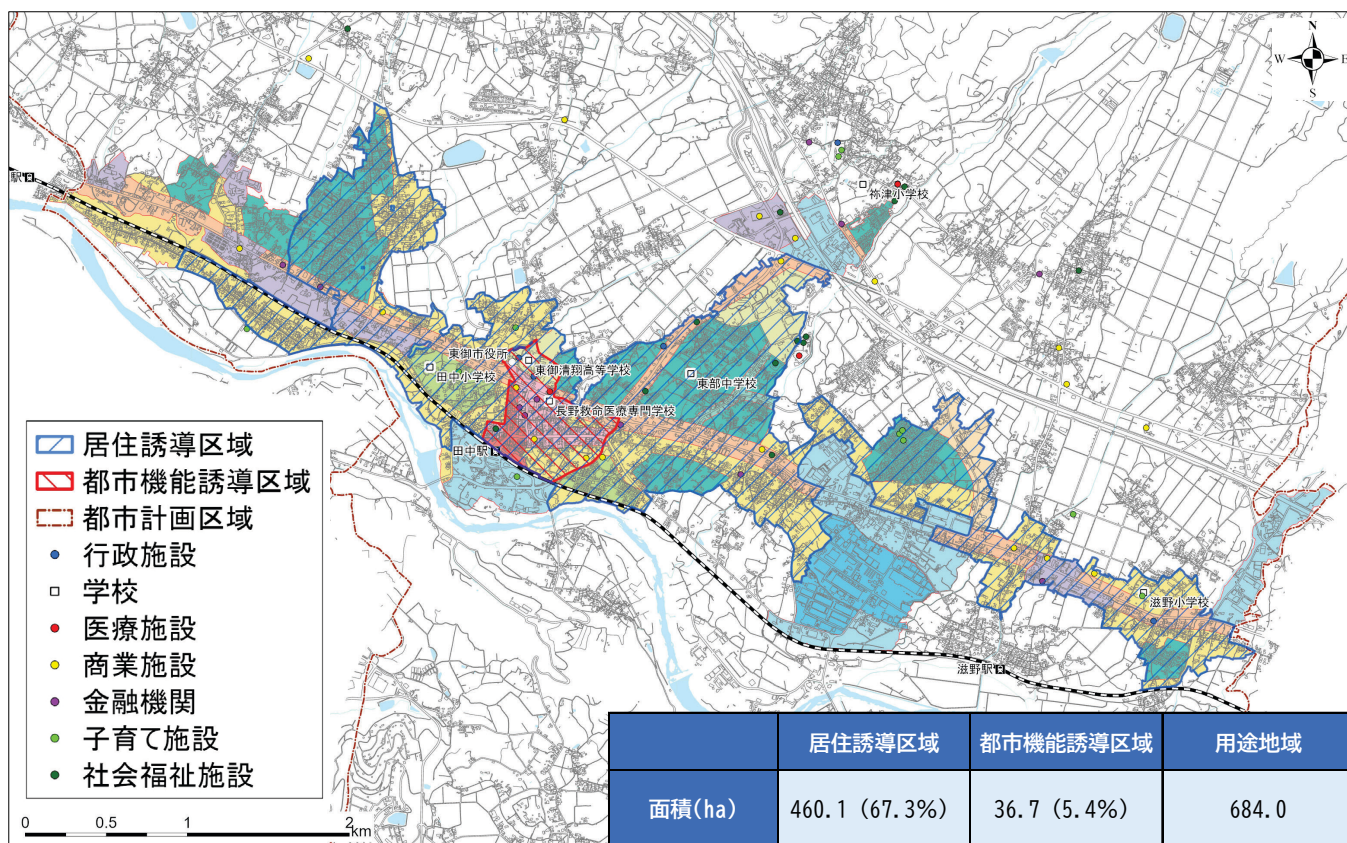 N
W E
S
駅
祢津小学校
東御市役所
東御清翔高等学校
田中小学校
東部中学校
長野救命医療専門学校
田中駅
滋野小学校
滋野駅
居住誘導区域
都市機能誘導区域
都市計画区域
行政施設
学校
医療施設
商業施設
金融機関
子育て施設
社会福祉施設
0 0.5 1 2
km
居住誘導区域 都市機能誘導区域 用途地域
面積(ha) 460.1 (67.3%) 36.7 (5.4%) 684.0